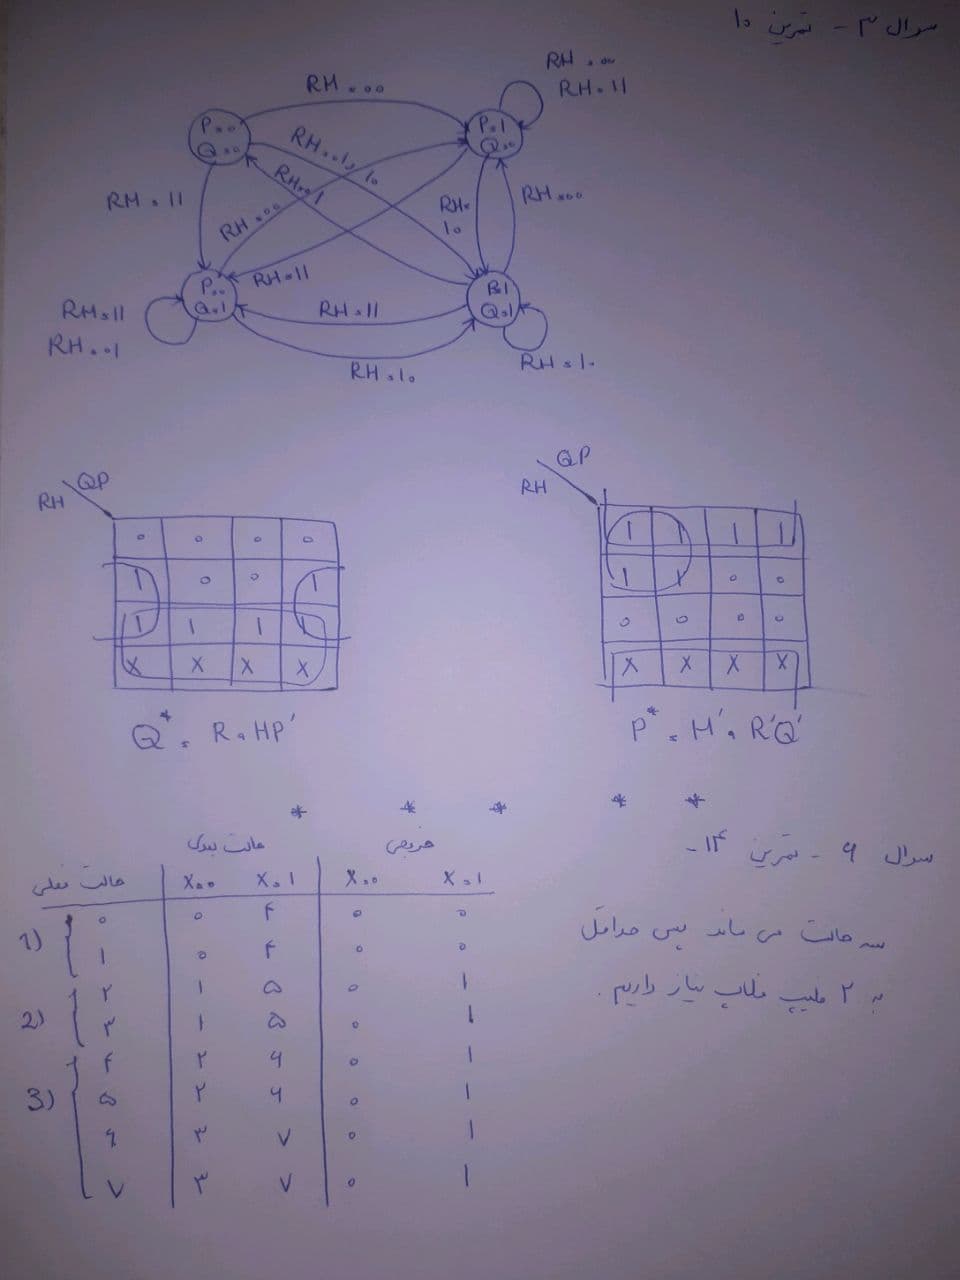 سوال ۳ - تمرین ۱۰
RH = 00
RH = 11
RH = 00
P=0
Q=0
P=1
Q=0
RH = 01, 10
RH = 01
RH = 11
RH = 00
RH = 10
RH = 00
RH = 11
P=0
Q=1
P=1
Q=1
RH = 11
RH = 01
RH = 11
RH = 10
RH = 10
QP
RH
QP
RH
0 0 0 0
1 0 0 1
1 1 1 1
X X X X
1 1 1 1
1 1 0 0
0 0 0 0
X X X X
Q* = R + HP'
P* = H' + R'Q'
* * * * *
سوال ۶ - تمرین ۱۴ -
حالت بعدی خروجی
حالت فعلی X=0 X=1 X=0 X=1
1) ۰ ۰ ۴ ۰ ۰
۱ ۰ ۴ ۰ ۰
2) ۲ ۱ ۵ ۰ ۱
۳ ۱ ۵ ۰ ۱
3) ۴ ۲ ۶ ۰ ۱
۵ ۲ ۶ ۰ ۱
۶ ۳ ۷ ۰ ۱
۷ ۳ ۷ ۰ ۱
سه حالت می ماند پس حداقل
به ۲ فلیپ فلاپ نیاز داریم.